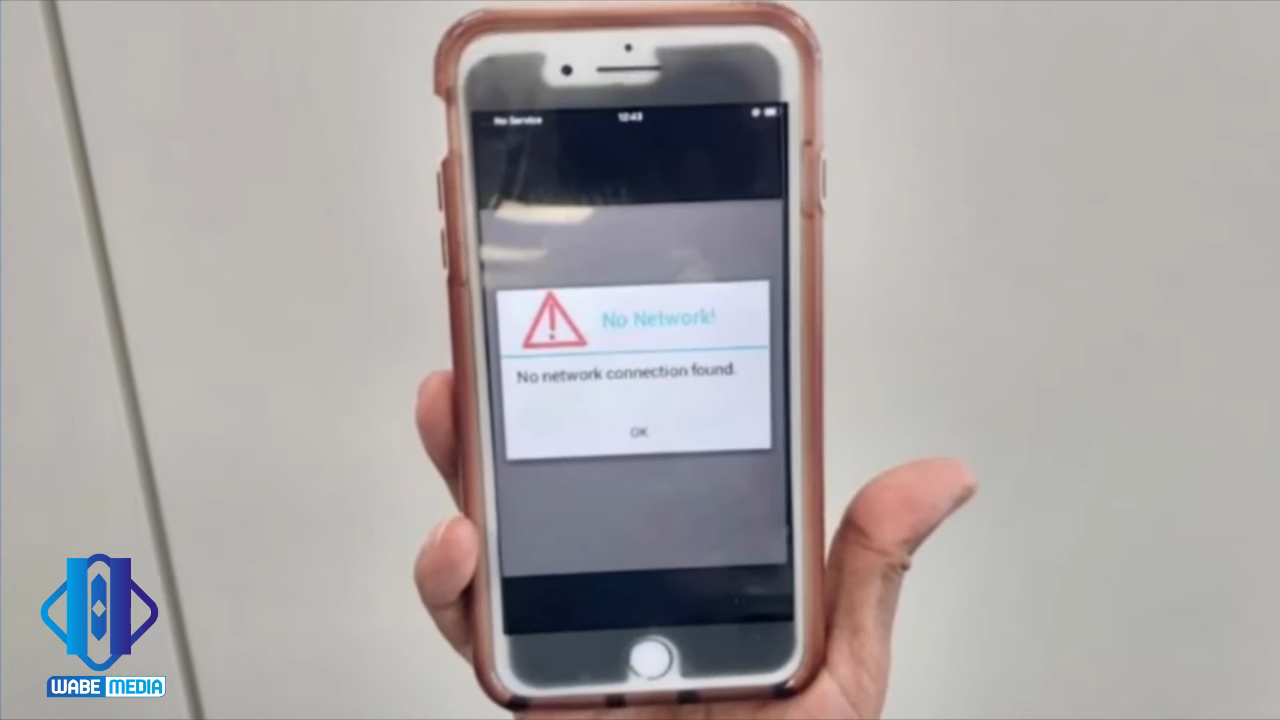 No Service 12:43
No Network!
No network connection found.
OK
WABE MEDIA